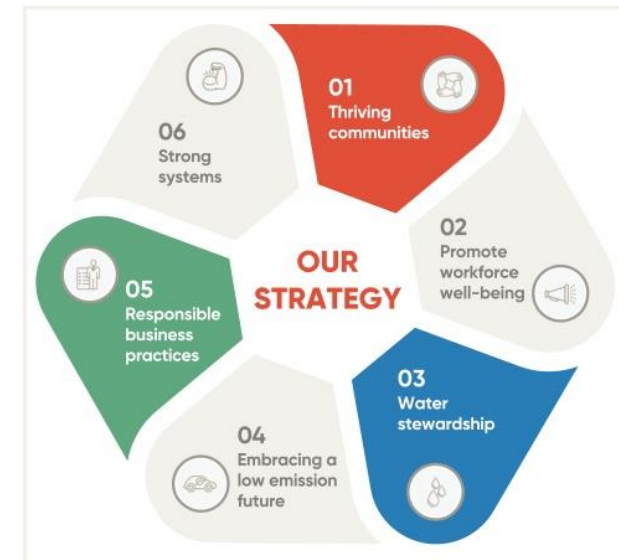 OUR
STRATEGY
01
Thriving
communities
02
Promote
workforce
well-being
03
Water
stewardship
04
Embracing a
low emission
future
05
Responsible
business
practices
06
Strong
systems